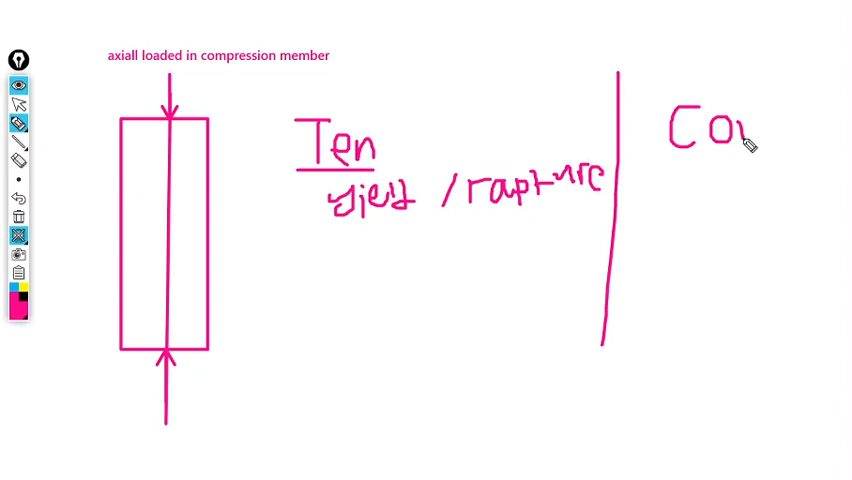 axiall loaded in compression member
Ten
yield / rapture
Co